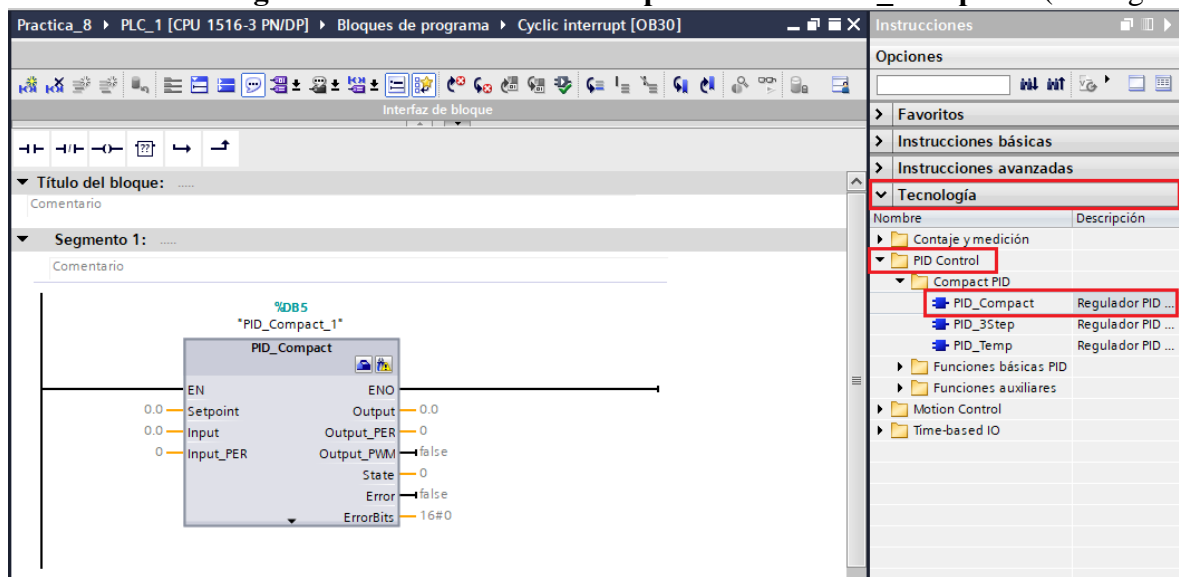 Practica_8 ▸ PLC_1 [CPU 1516-3 PN/DP] ▸ Bloques de programa ▸ Cyclic interrupt [OB30]
Interfaz de bloque
??
Título del bloque: .....
Comentario
Segmento 1: .....
Comentario
%DB5
"PID_Compact_1"
PID_Compact
EN ENO
0.0 Setpoint Output 0.0
0.0 Input Output_PER 0
0 Input_PER Output_PWM false
State 0
Error false
ErrorBits 16#0
Instrucciones
Opciones
Favoritos
Instrucciones básicas
Instrucciones avanzadas
Tecnología
Nombre Descripción
Contaje y medición
PID Control
Compact PID
PID_Compact Regulador PID ...
PID_3Step Regulador PID ...
PID_Temp Regulador PID ...
Funciones básicas PID
Funciones auxiliares
Motion Control
Time-based IO